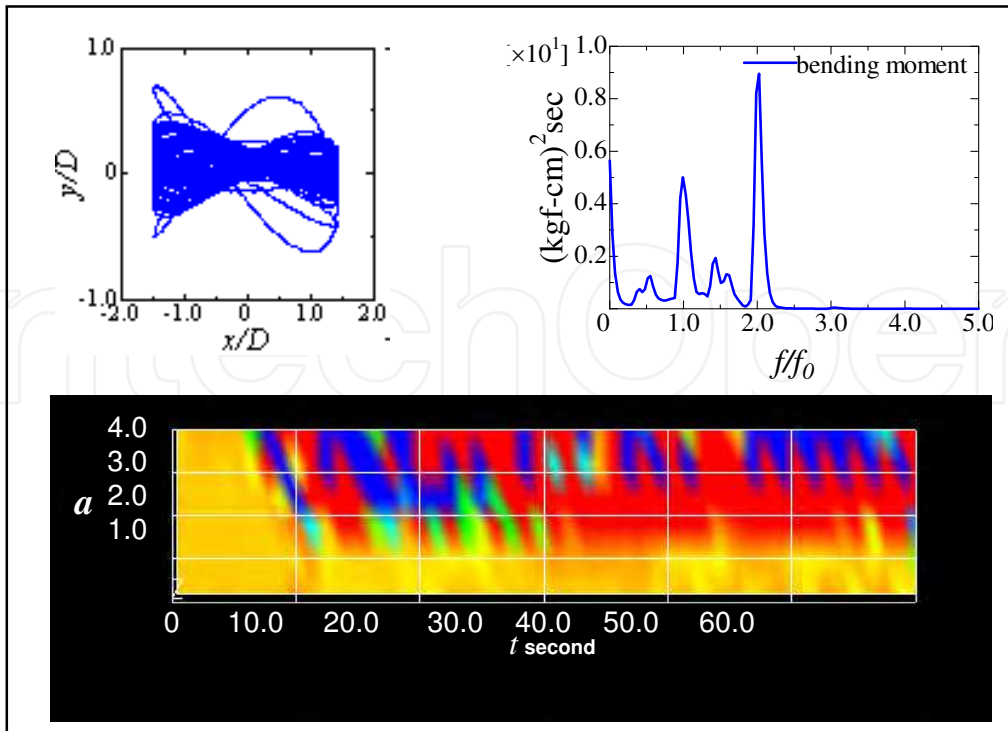 1.0
0
-1.0
-2.0 -1.0 0 1.0 2.0
y/D
x/D
[×10¹]
1.0
0.8
0.6
0.4
0.2
0 1.0 2.0 3.0 4.0 5.0
(kgf-cm)² sec
bending moment
f/f₀
4.0
3.0
2.0
1.0
a
0 10.0 20.0 30.0 40.0 50.0 60.0
t second